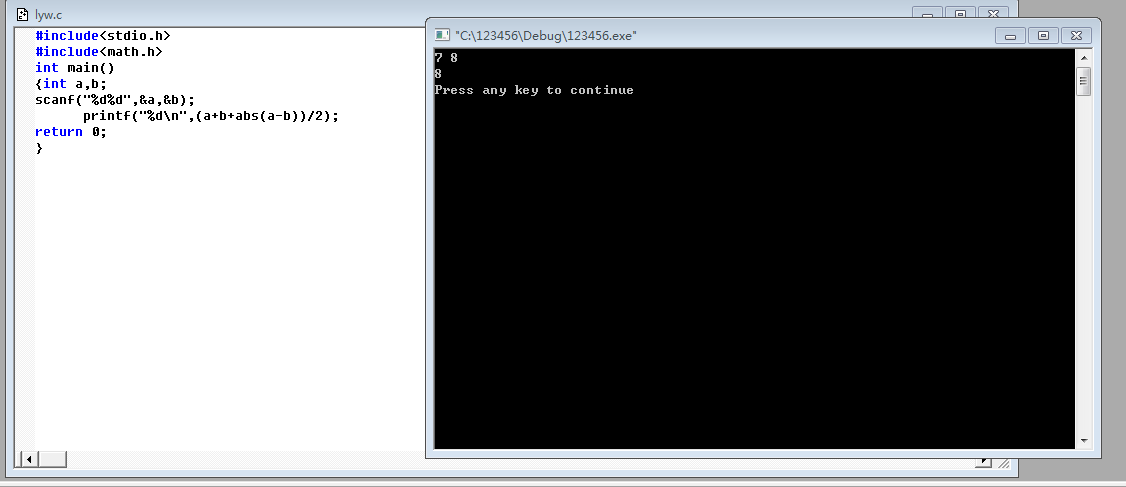 lyw.c
#include<stdio.h>
#include<math.h>
int main()
{int a,b;
scanf("%d%d",&a,&b);
printf("%d\n",(a+b+abs(a-b))/2);
return 0;
}
"C:\123456\Debug\123456.exe"
7 8
8
Press any key to continue